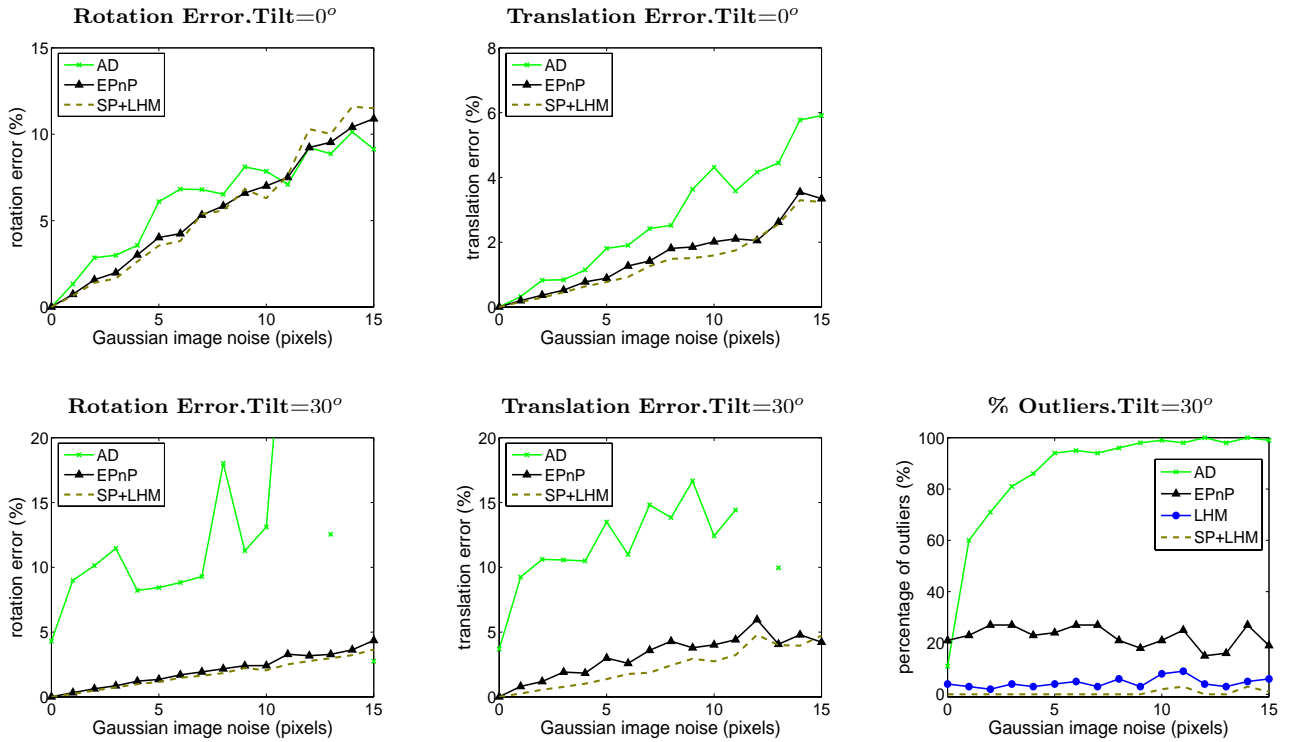 Rotation Error.Tilt=0°
15
10
5
0
0 5 10 15
rotation error (%)
Gaussian image noise (pixels)
AD
EPnP
SP+LHM
Translation Error.Tilt=0°
8
6
4
2
0
0 5 10 15
translation error (%)
Gaussian image noise (pixels)
AD
EPnP
SP+LHM
Rotation Error.Tilt=30°
20
15
10
5
0
0 5 10 15
rotation error (%)
Gaussian image noise (pixels)
AD
EPnP
SP+LHM
Translation Error.Tilt=30°
20
15
10
5
0
0 5 10 15
translation error (%)
Gaussian image noise (pixels)
AD
EPnP
SP+LHM
% Outliers.Tilt=30°
100
80
60
40
20
0
0 5 10 15
percentage of outliers (%)
Gaussian image noise (pixels)
AD
EPnP
LHM
SP+LHM